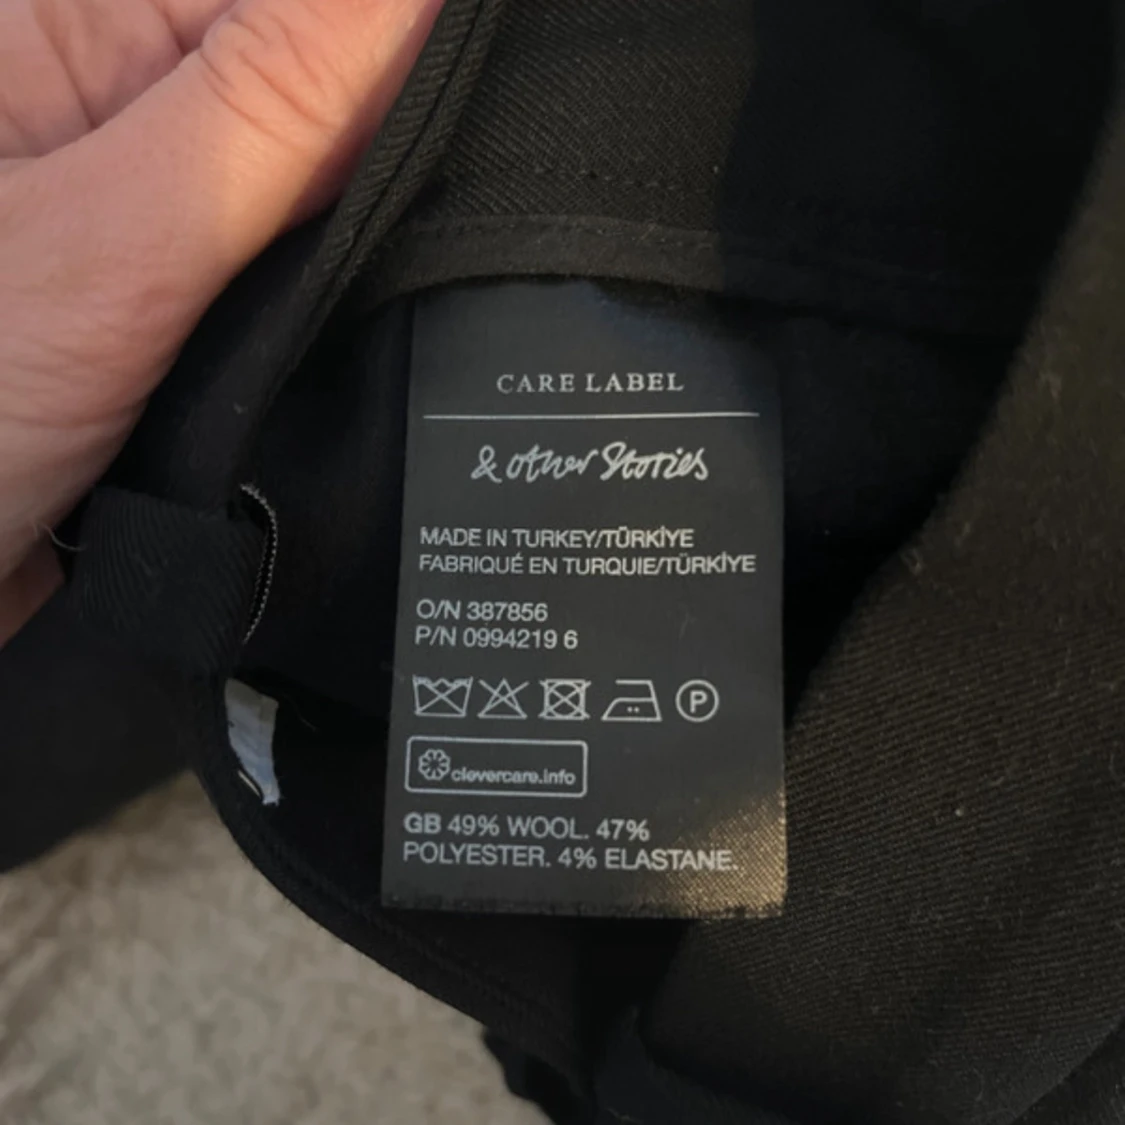 CARE LABEL
& other Stories
MADE IN TURKEY/TÜRKİYE
FABRIQUÉ EN TURQUIE/TÜRKİYE
O/N 387856
P/N 0994219 6
P
clevercare.info
GB 49% WOOL. 47%
POLYESTER. 4% ELASTANE.